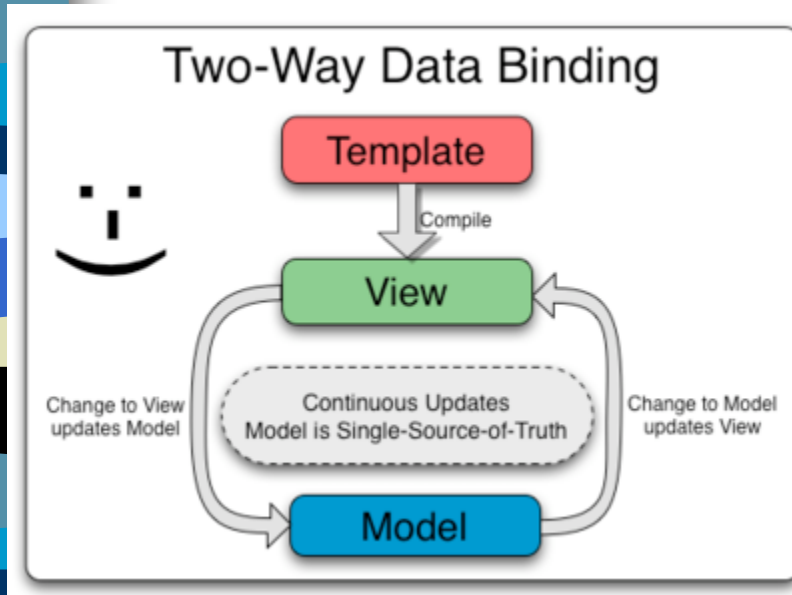 Two-Way Data Binding
Template
Compile
View
Change to View
updates Model
Continuous Updates
Model is Single-Source-of-Truth
Change to Model
updates View
Model